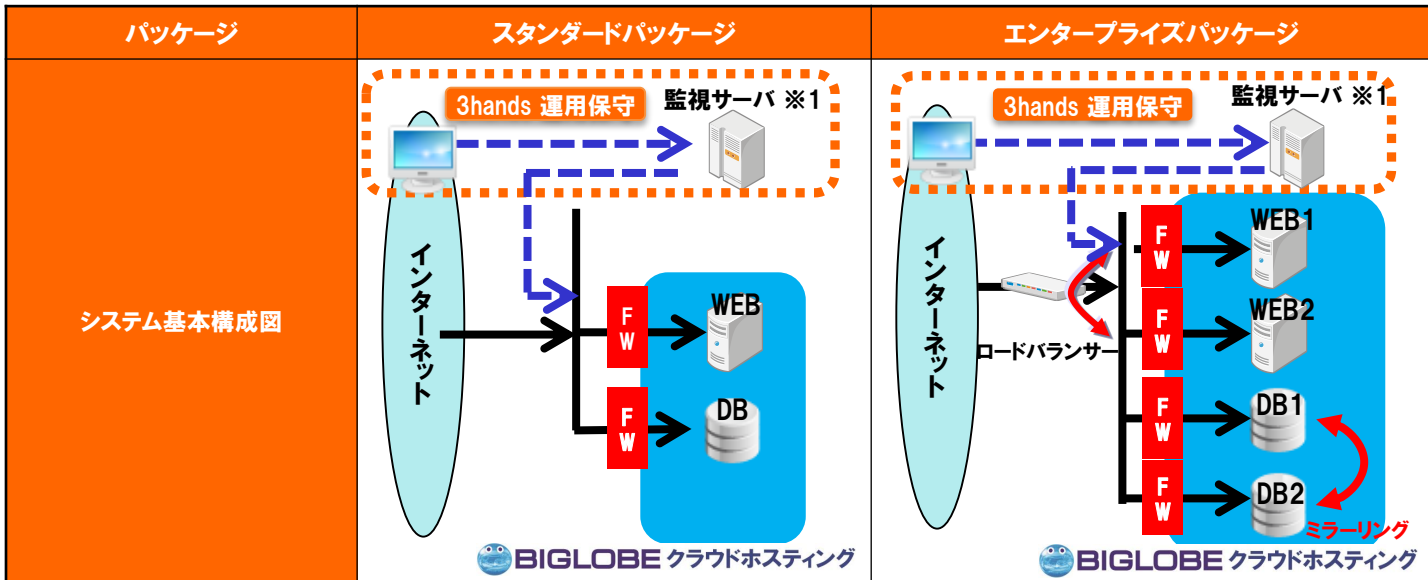 パッケージ
スタンダードパッケージ
エンタープライズパッケージ
システム基本構成図
3hands 運用保守
監視サーバ ※1
インターネット
FW
WEB
FW
DB
BIGLOBE クラウドホスティング
3hands 運用保守
監視サーバ ※1
インターネット
ロードバランサー
FW
WEB1
FW
WEB2
FW
DB1
FW
DB2
ミラーリング
BIGLOBE クラウドホスティング